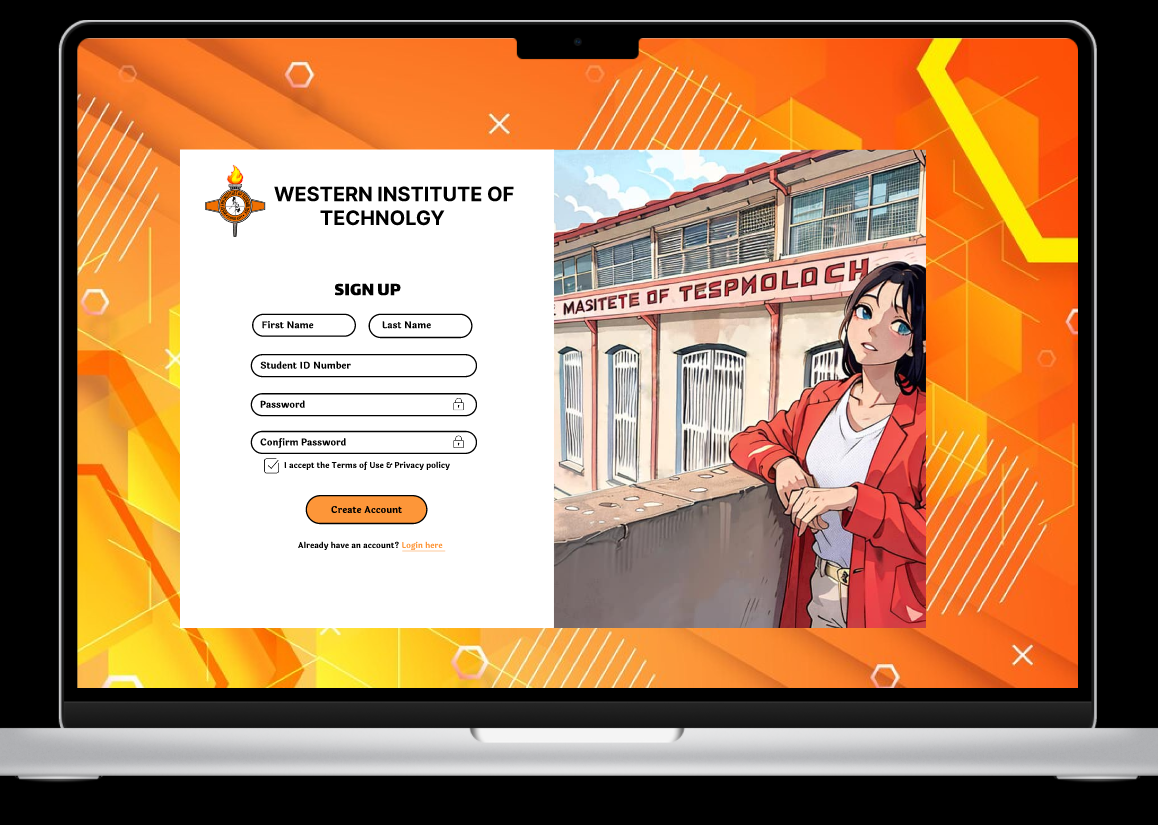 WESTERN INSTITUTE OF
TECHNOLGY
SIGN UP
First Name
Last Name
Student ID Number
Password
Confirm Password
I accept the Terms of Use & Privacy policy
Create Account
Already have an account? Login here
MASITETE OF TESPMOLOCH